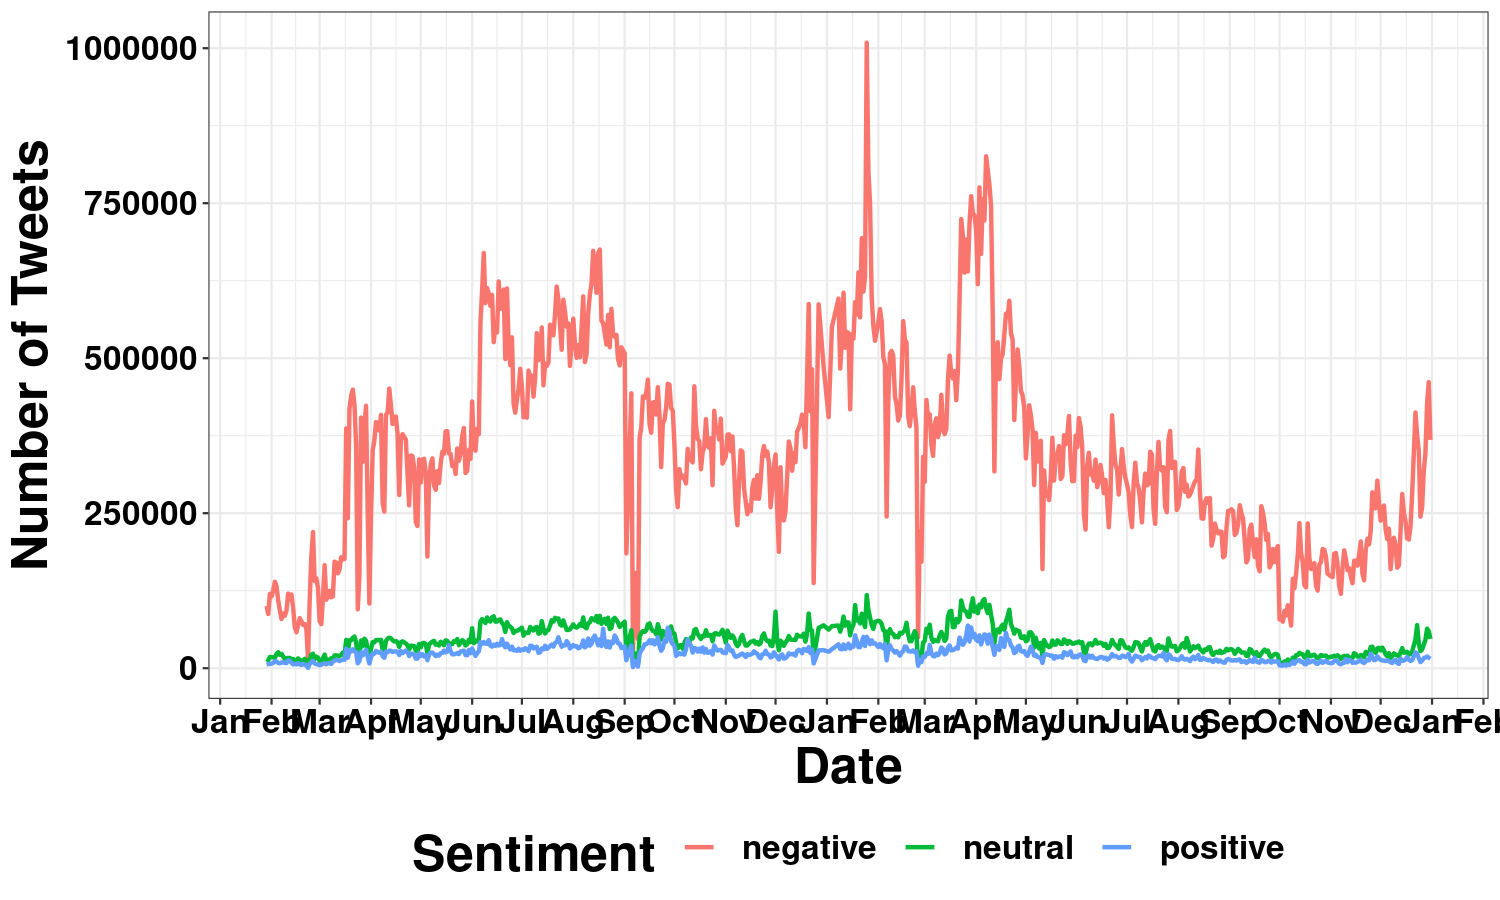 Number of Tweets
1000000
750000
500000
250000
0
Jan Feb Mar Apr May Jun Jul Aug Sep Oct Nov Dec Jan Feb Mar Apr May Jun Jul Aug Sep Oct Nov Dec Jan Feb
Date
Sentiment negative neutral positive